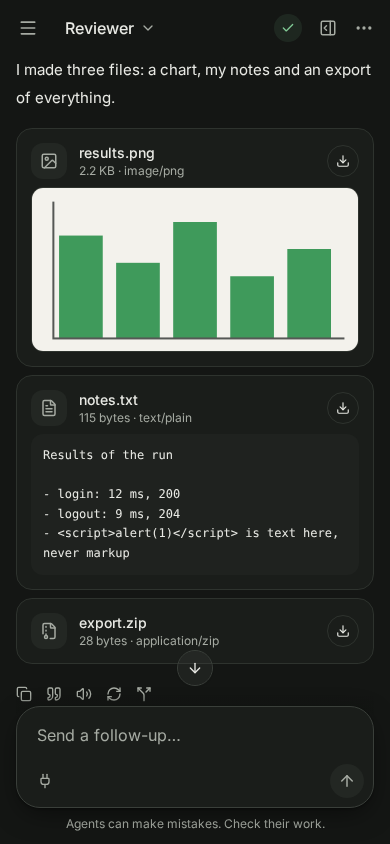 Reviewer
I made three files: a chart, my notes and an export
of everything.
results.png
2.2 KB · image/png
notes.txt
115 bytes · text/plain
Results of the run
- login: 12 ms, 200
- logout: 9 ms, 204
- <script>alert(1)</script> is text here,
never markup
export.zip
28 bytes · application/zip
Send a follow-up...
Agents can make mistakes. Check their work.